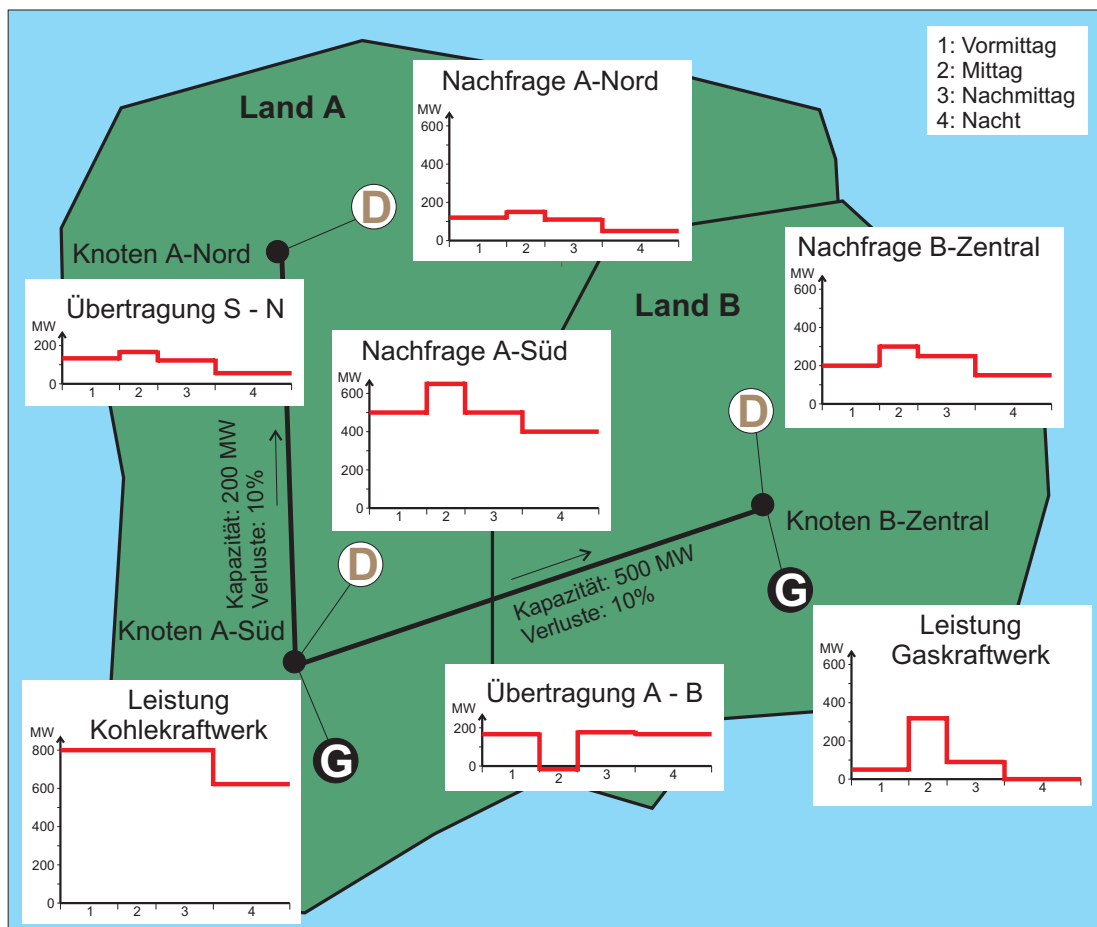 1: Vormittag
2: Mittag
3: Nachmittag
4: Nacht
Land A
Nachfrage A-Nord
MW
600
400
200
0
1 2 3 4
D
Knoten A-Nord
Nachfrage B-Zentral
MW
600
400
200
0
1 2 3 4
Land B
Übertragung S - N
MW
200
0
1 2 3 4
Nachfrage A-Süd
MW
600
400
200
0
1 2 3 4
D
Kapazität: 200 MW
Verluste: 10%
Knoten B-Zentral
G
Kapazität: 500 MW
Verluste: 10%
D
Knoten A-Süd
Leistung
Gaskraftwerk
MW
600
400
200
0
1 2 3 4
Übertragung A - B
MW
200
0
1 2 3 4
Leistung
Kohlekraftwerk
MW
800
600
400
200
0
1 2 3 4
G